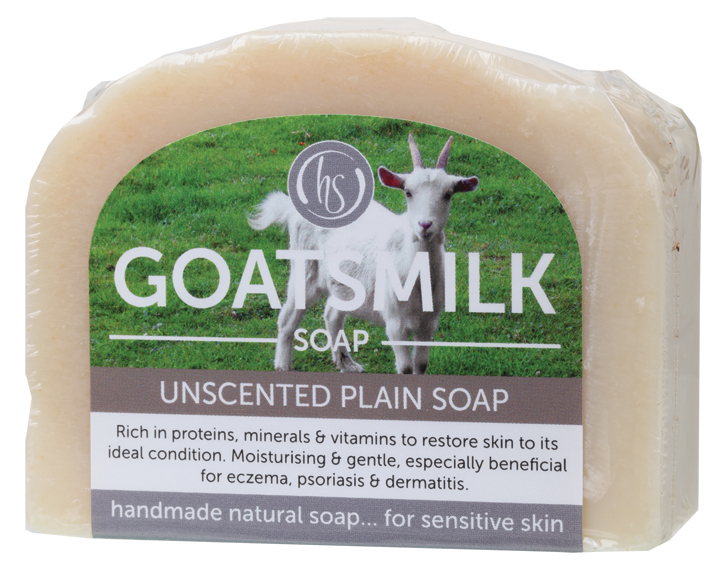 hs
GOATSMILK
SOAP
UNSCENTED PLAIN SOAP
Rich in proteins, minerals & vitamins to restore skin to its
ideal condition. Moisturising & gentle, especially beneficial
for eczema, psoriasis & dermatitis.
handmade natural soap... for sensitive skin